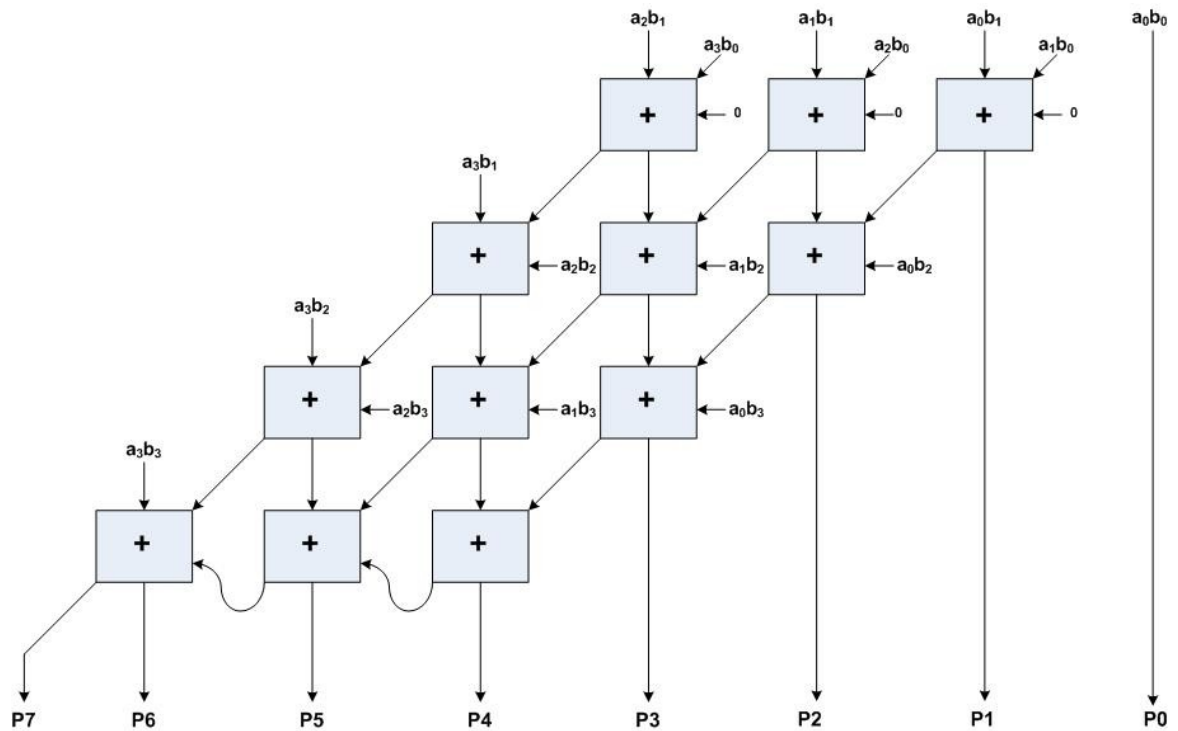 a₂b₁ a₁b₁ a₀b₁ a₀b₀
a₃b₀ a₂b₀ a₁b₀
+ 0 + 0 + 0
a₃b₁
+ a₂b₂ + a₁b₂ + a₀b₂
a₃b₂
+ a₂b₃ + a₁b₃ + a₀b₃
a₃b₃
+ + +
P7 P6 P5 P4 P3 P2 P1 P0